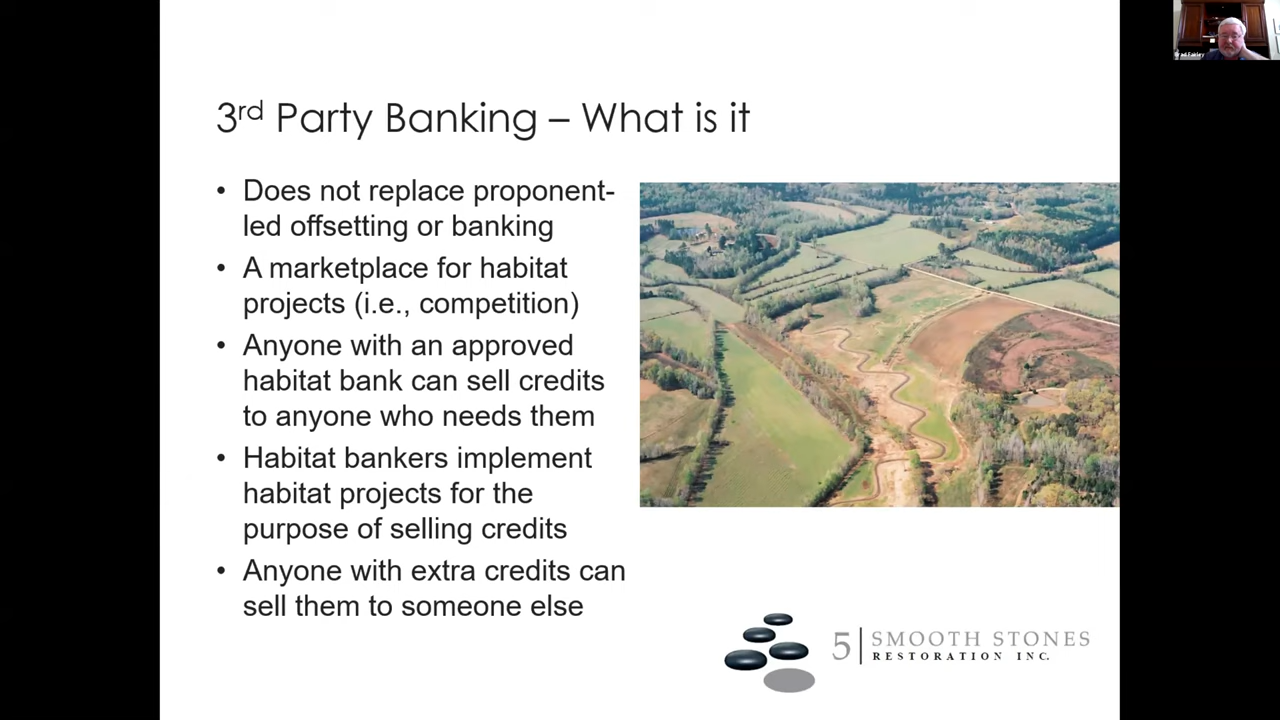 3rd Party Banking – What is it
• Does not replace proponent-
led offsetting or banking
• A marketplace for habitat
projects (i.e., competition)
• Anyone with an approved
habitat bank can sell credits
to anyone who needs them
• Habitat bankers implement
habitat projects for the
purpose of selling credits
• Anyone with extra credits can
sell them to someone else
5 SMOOTH STONES
RESTORATION INC.